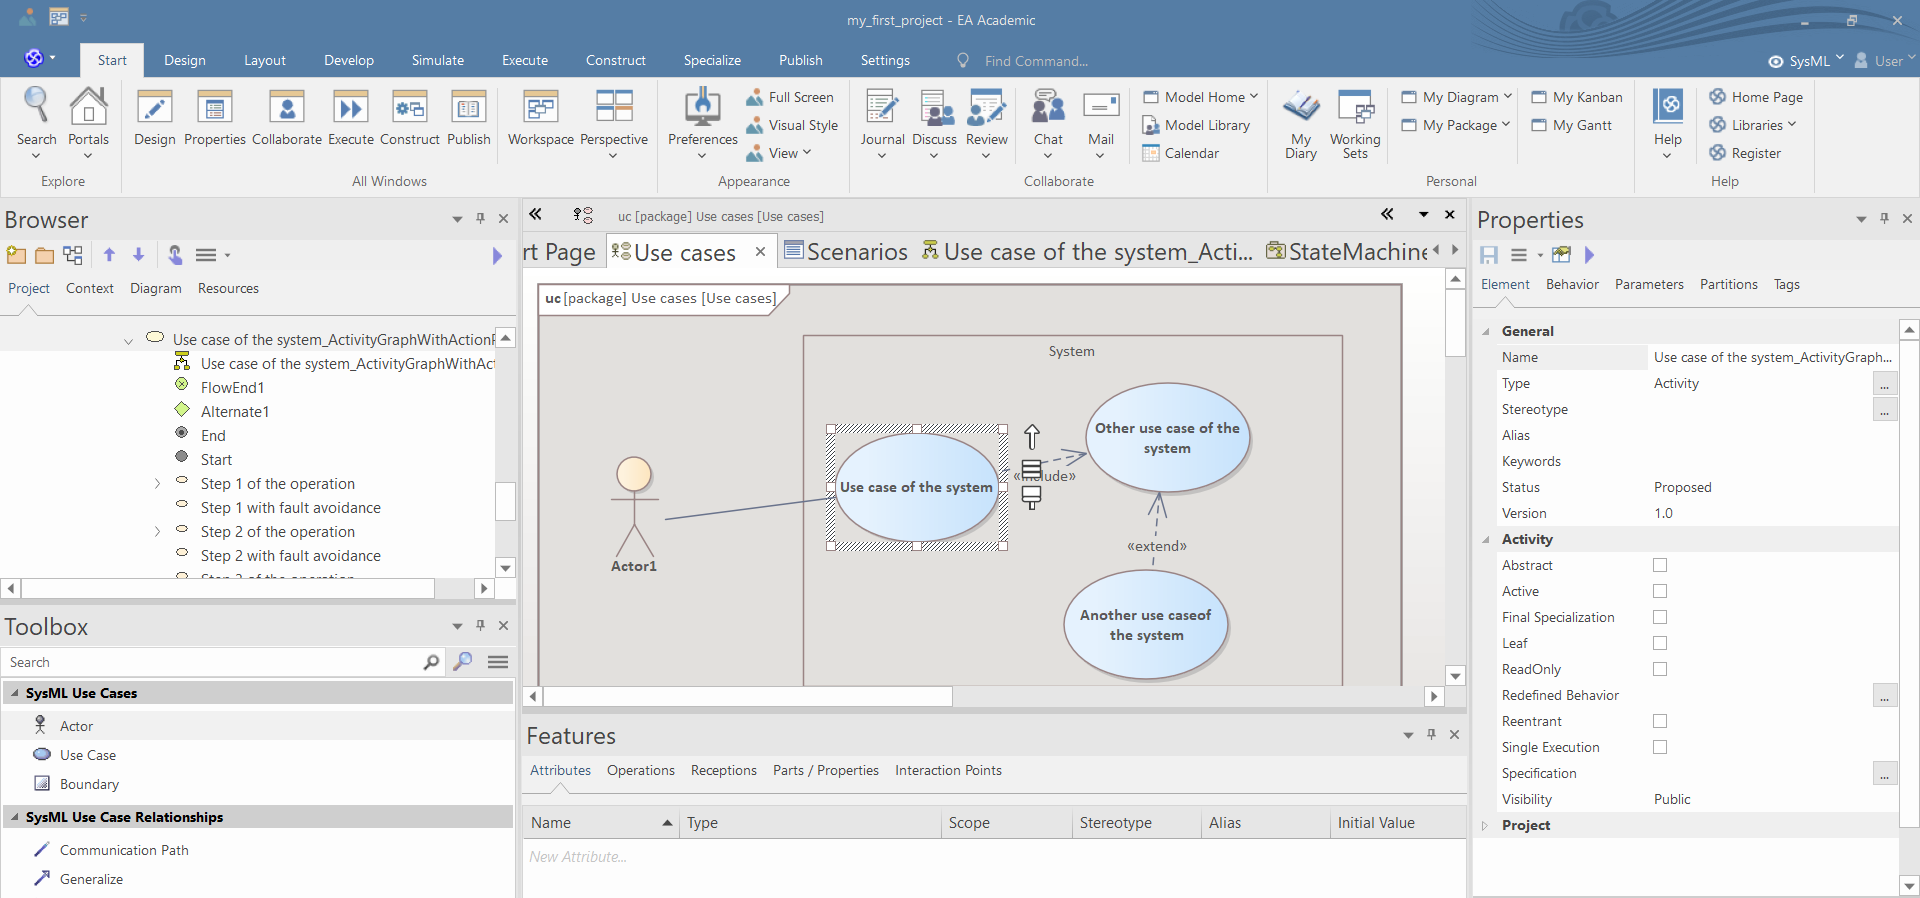 my_first_project - EA Academic
Start Design Layout Develop Simulate Execute Construct Specialize Publish Settings Find Command... SysML User
Search Portals Design Properties Collaborate Execute Construct Publish Workspace Perspective Preferences Full Screen Visual Style View Journal Discuss Review Chat Mail Model Home Model Library Calendar My Diary Working Sets My Diagram My Package My Kanban My Gantt Help Home Page Libraries Register
Explore All Windows Appearance Collaborate Personal Help
Browser
Project Context Diagram Resources
Use case of the system_ActivityGraphWithAction
Use case of the system_ActivityGraphWithAc
FlowEnd1
Alternate1
End
Start
Step 1 of the operation
Step 1 with fault avoidance
Step 2 of the operation
Step 2 with fault avoidance
Toolbox
Search
SysML Use Cases
Actor
Use Case
Boundary
SysML Use Case Relationships
Communication Path
Generalize
uc [package] Use cases [Use cases]
rt Page Use cases Scenarios Use case of the system_Acti... StateMachine
uc [package] Use cases [Use cases]
System
Other use case of the
system
Use case of the system
«include»
«extend»
Actor1
Another use caseof
the system
Features
Attributes Operations Receptions Parts / Properties Interaction Points
Name Type Scope Stereotype Alias Initial Value
New Attribute...
Properties
Element Behavior Parameters Partitions Tags
General
Name Use case of the system_ActivityGraph...
Type Activity ...
Stereotype ...
Alias
Keywords
Status Proposed
Version 1.0
Activity
Abstract
Active
Final Specialization
Leaf
ReadOnly
Redefined Behavior ...
Reentrant
Single Execution
Specification ...
Visibility Public
Project